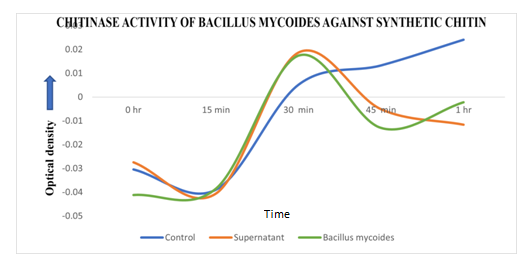 CHITINASE ACTIVITY OF BACILLUS MYCOIDES AGAINST SYNTHETIC CHITIN
0.03
0.02
0.01
0
-0.01
-0.02
-0.03
-0.04
-0.05
Optical density
0 hr 15 min 30 min 45 min 1 hr
Time
Control Supernatant Bacillus mycoides